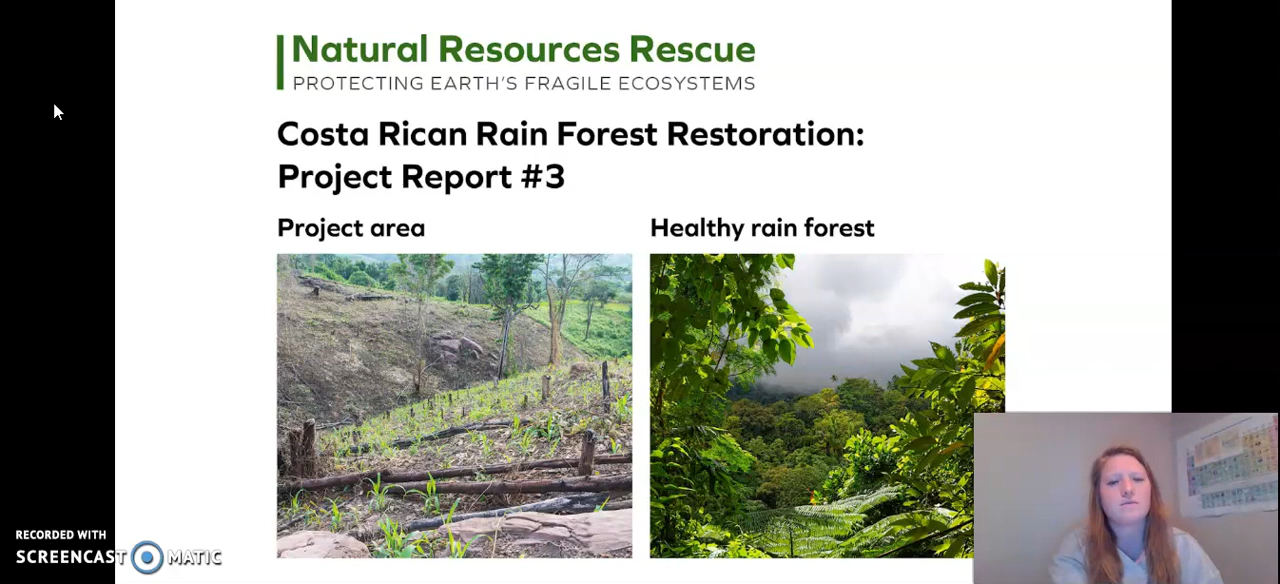 Natural Resources Rescue
PROTECTING EARTH'S FRAGILE ECOSYSTEMS
Costa Rican Rain Forest Restoration:
Project Report #3
Project area
Healthy rain forest
RECORDED WITH
SCREENCAST MATIC